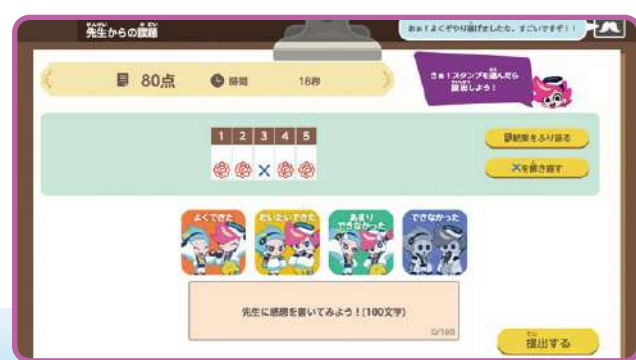 先生からの課題
おぉ！よくぞやり遂げましたな。すごいですぞ！！
80点
時間
18秒
さぁ！スタンプを選んだら
提出しよう！
1 2 3 4 5
結果をふり返る
×を解き直す
よくできた
だいたいできた
あまり
できなかった
できなかった
先生に感想を書いてみよう！(100文字)
0/100
提出する